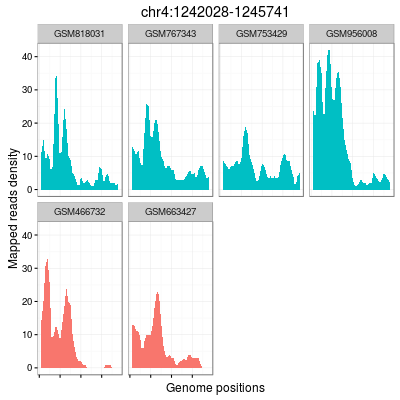 chr4:1242028-1245741
GSM818031 GSM767343 GSM753429 GSM956008
40
30
20
10
0
GSM466732 GSM663427
40
30
20
10
0
Mapped reads density
Genome positions